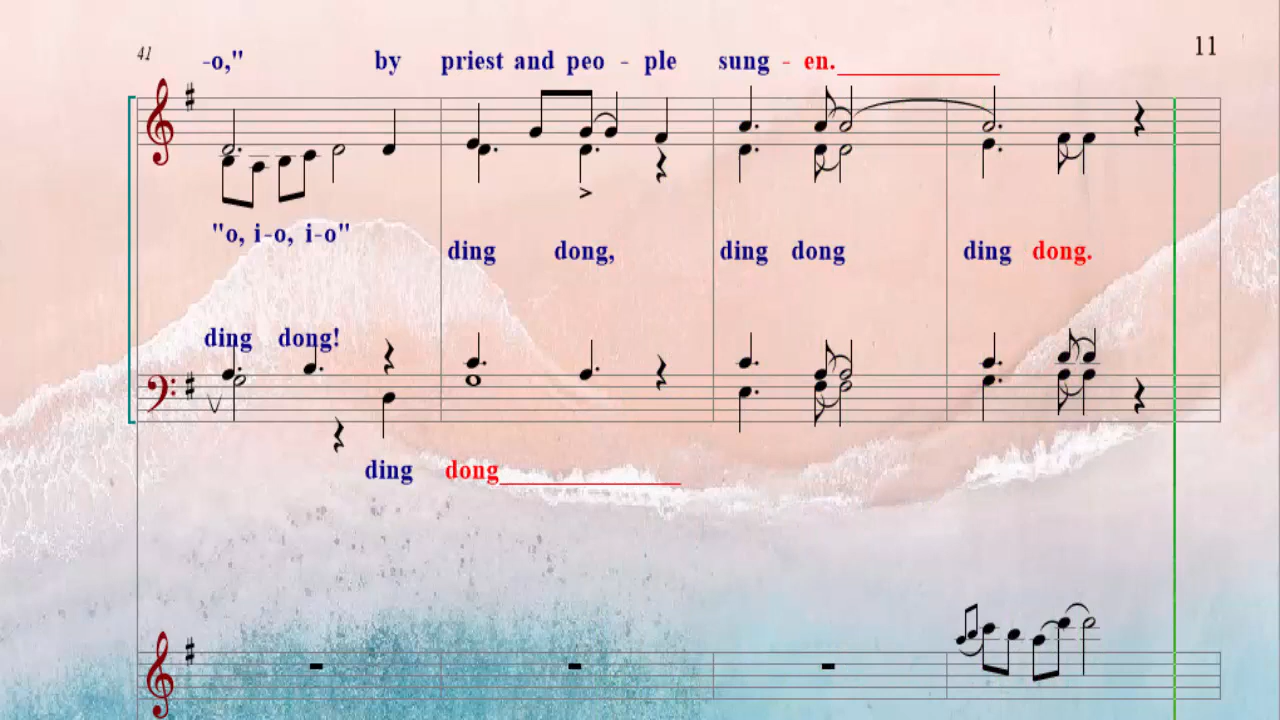 11
41
-o," by priest and peo - ple sung - en.
"o, i-o, i-o"
ding dong, ding dong ding dong.
ding dong!
ding dong